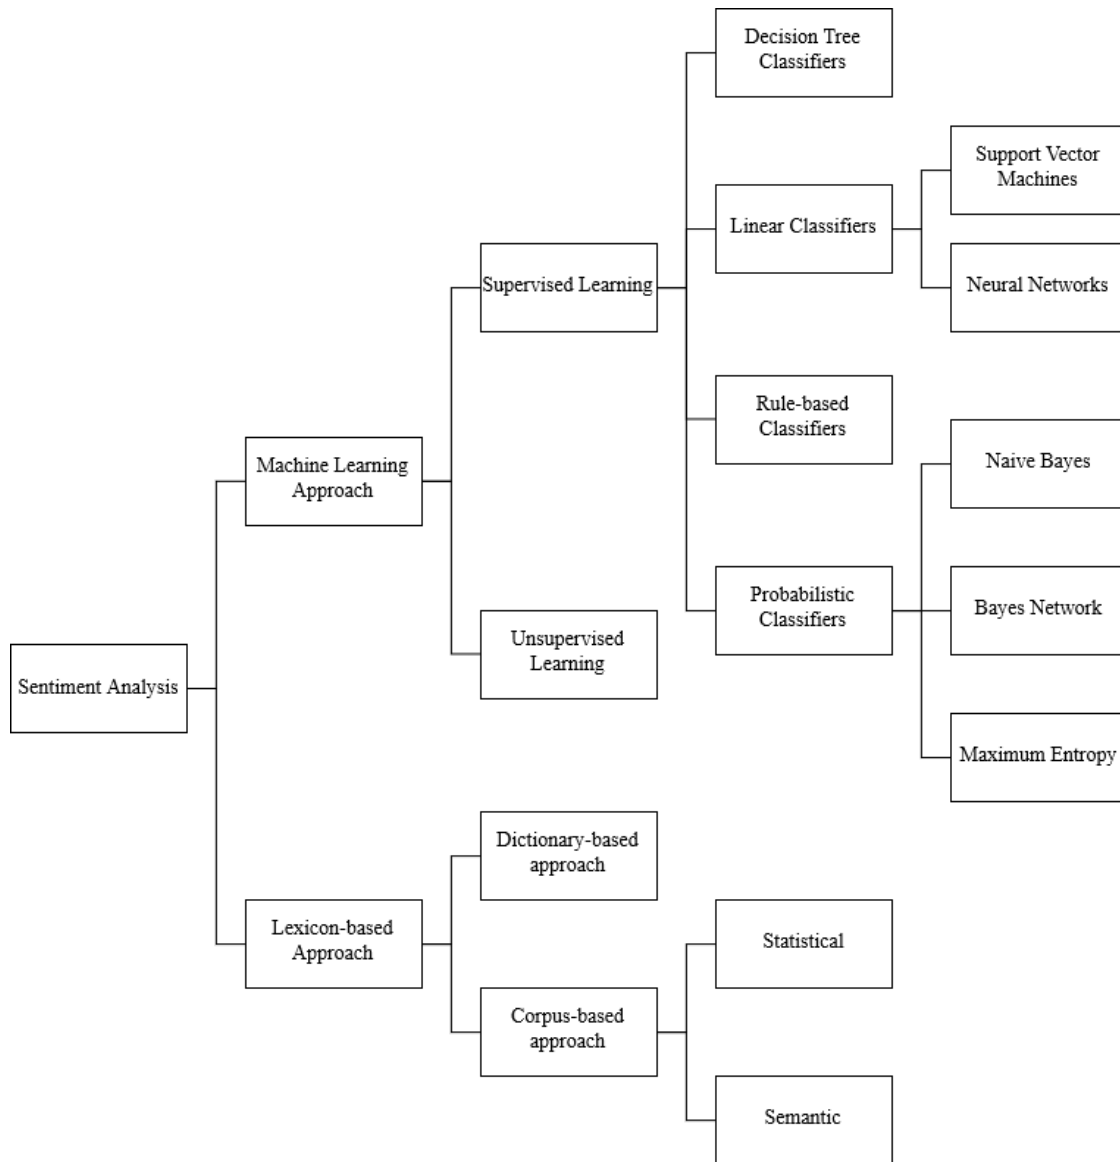 Decision Tree
Classifiers
Support Vector
Machines
Linear Classifiers
Supervised Learning
Neural Networks
Rule-based
Classifiers
Machine Learning
Approach
Naive Bayes
Probabilistic
Classifiers
Bayes Network
Unsupervised
Learning
Sentiment Analysis
Maximum Entropy
Dictionary-based
approach
Lexicon-based
Approach
Statistical
Corpus-based
approach
Semantic